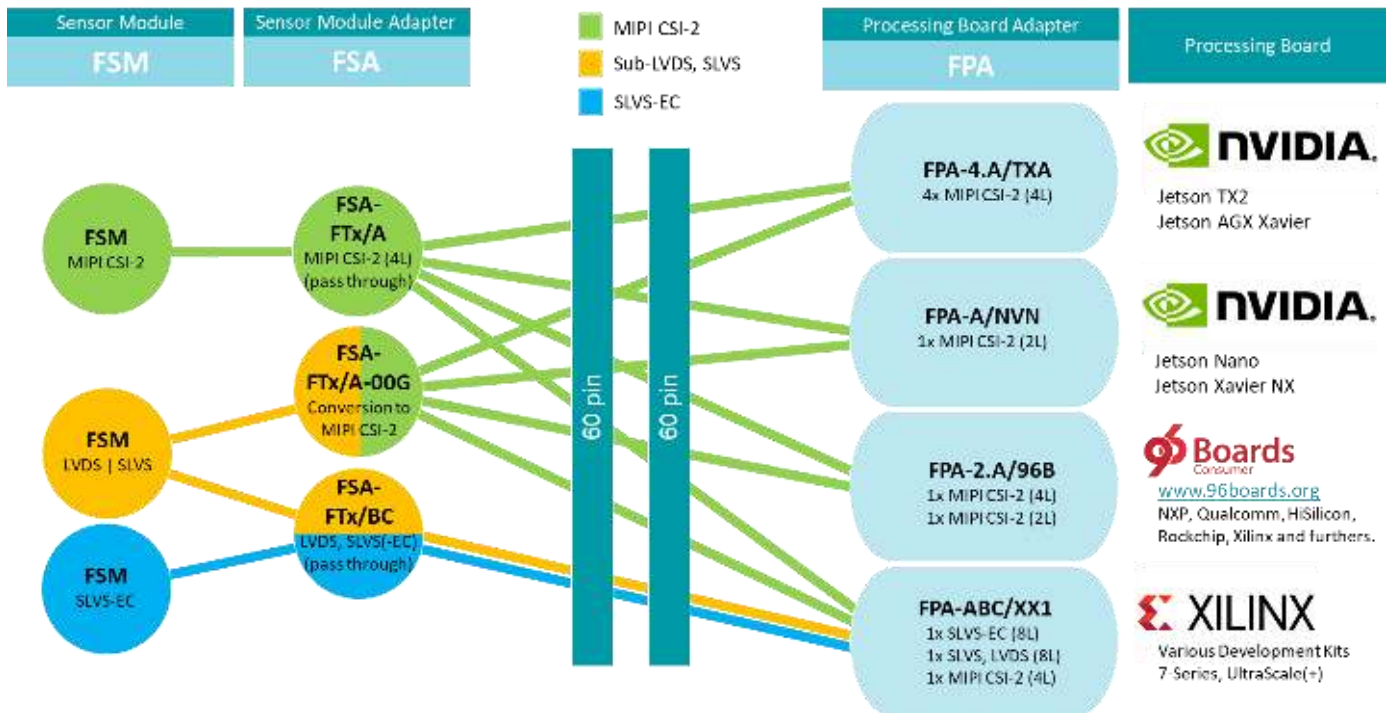 Sensor Module
FSM
Sensor Module Adapter
FSA
MIPI CSI-2
Sub-LVDS, SLVS
SLVS-EC
Processing Board Adapter
FPA
Processing Board
FSM
MIPI CSI-2
FSM
LVDS | SLVS
FSM
SLVS-EC
FSA-
FTx/A
MIPI CSI-2 (4L)
(pass through)
FSA-
FTx/A-00G
Conversion to
MIPI CSI-2
FSA-
FTx/BC
LVDS, SLVS(-EC)
(pass through)
60 pin
60 pin
FPA-4.A/TXA
4x MIPI CSI-2 (4L)
FPA-A/NVN
1x MIPI CSI-2 (2L)
FPA-2.A/96B
1x MIPI CSI-2 (4L)
1x MIPI CSI-2 (2L)
FPA-ABC/XX1
1x SLVS-EC (8L)
1x SLVS, LVDS (8L)
1x MIPI CSI-2 (4L)
NVIDIA.
Jetson TX2
Jetson AGX Xavier
NVIDIA.
Jetson Nano
Jetson Xavier NX
96Boards
Consumer
www.96boards.org
NXP, Qualcomm, HiSilicon,
Rockchip, Xilinx and furthers.
XILINX
Various Development Kits
7-Series, UltraScale(+)